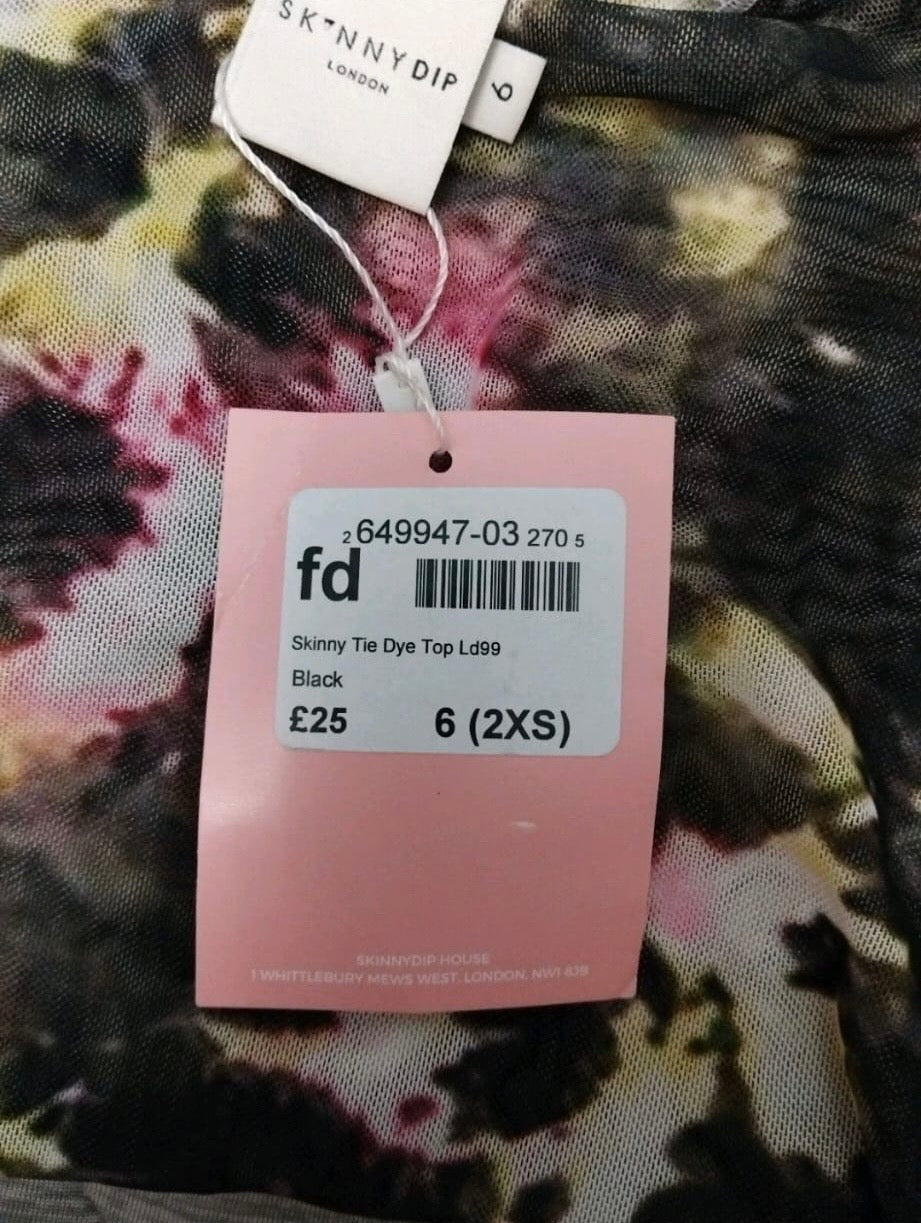 SKINNYDIP
LONDON
6
2 649947-03 270 5
fd
Skinny Tie Dye Top Ld99
Black
£25 6 (2XS)
SKINNYDIP HOUSE
1 WHITTLEBURY MEWS WEST, LONDON, NW1 8JB